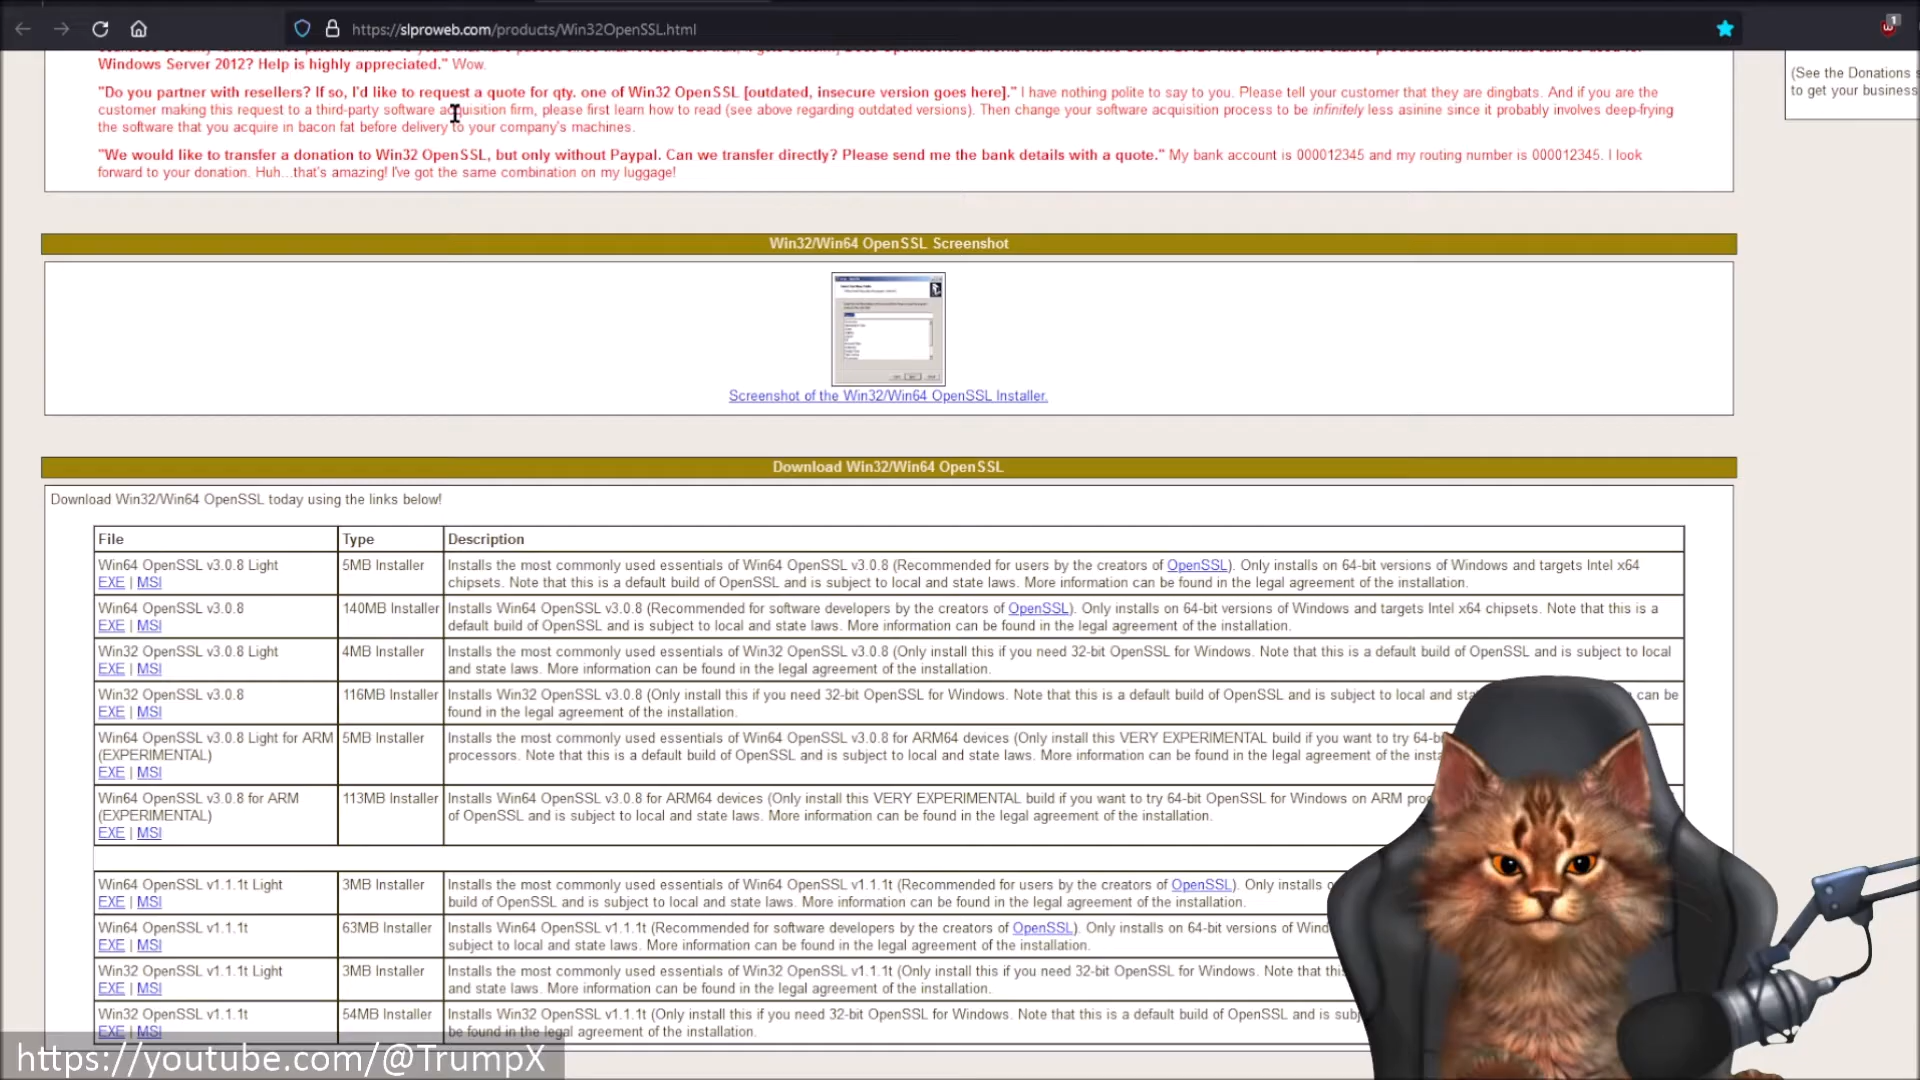 https://slproweb.com/products/Win32OpenSSL.html
1
Windows Server 2012? Help is highly appreciated." Wow.
"Do you partner with resellers? If so, I'd like to request a quote for qty. one of Win32 OpenSSL [outdated, insecure version goes here]." I have nothing polite to say to you. Please tell your customer that they are dingbats. And if you are the
customer making this request to a third-party software acquisition firm, please first learn how to read (see above regarding outdated versions). Then change your software acquisition process to be infinitely less asinine since it probably involves deep-frying
the software that you acquire in bacon fat before delivery to your company's machines.
"We would like to transfer a donation to Win32 OpenSSL, but only without Paypal. Can we transfer directly? Please send me the bank details with a quote." My bank account is 000012345 and my routing number is 000012345. I look
forward to your donation. Huh...that's amazing! I've got the same combination on my luggage!
(See the Donations
to get your business
Win32/Win64 OpenSSL Screenshot
Screenshot of the Win32/Win64 OpenSSL Installer.
Download Win32/Win64 OpenSSL
Download Win32/Win64 OpenSSL today using the links below!
File Type Description
Win64 OpenSSL v3.0.8 Light 5MB Installer Installs the most commonly used essentials of Win64 OpenSSL v3.0.8 (Recommended for users by the creators of OpenSSL). Only installs on 64-bit versions of Windows and targets Intel x64
EXE | MSI chipsets. Note that this is a default build of OpenSSL and is subject to local and state laws. More information can be found in the legal agreement of the installation.
Win64 OpenSSL v3.0.8 140MB Installer Installs Win64 OpenSSL v3.0.8 (Recommended for software developers by the creators of OpenSSL). Only installs on 64-bit versions of Windows and targets Intel x64 chipsets. Note that this is a
EXE | MSI default build of OpenSSL and is subject to local and state laws. More information can be found in the legal agreement of the installation.
Win32 OpenSSL v3.0.8 Light 4MB Installer Installs the most commonly used essentials of Win32 OpenSSL v3.0.8 (Only install this if you need 32-bit OpenSSL for Windows. Note that this is a default build of OpenSSL and is subject to local
EXE | MSI and state laws. More information can be found in the legal agreement of the installation.
Win32 OpenSSL v3.0.8 116MB Installer Installs Win32 OpenSSL v3.0.8 (Only install this if you need 32-bit OpenSSL for Windows. Note that this is a default build of OpenSSL and is subject to local and can be
EXE | MSI found in the legal agreement of the installation.
Win64 OpenSSL v3.0.8 Light for ARM 5MB Installer Installs the most commonly used essentials of Win64 OpenSSL v3.0.8 for ARM64 devices (Only install this VERY EXPERIMENTAL build if you want to try
(EXPERIMENTAL) processors. Note that this is a default build of OpenSSL and is subject to local and state laws. More information can be found in the legal agreement of the
EXE | MSI
Win64 OpenSSL v3.0.8 for ARM 113MB Installer Installs Win64 OpenSSL v3.0.8 for ARM64 devices (Only install this VERY EXPERIMENTAL build if you want to try 64-bit OpenSSL for Windows on ARM
(EXPERIMENTAL) of OpenSSL and is subject to local and state laws. More information can be found in the legal agreement of the installation.
EXE | MSI
Win64 OpenSSL v1.1.1t Light 3MB Installer Installs the most commonly used essentials of Win64 OpenSSL v1.1.1t (Recommended for users by the creators of OpenSSL). Only installs
EXE | MSI build of OpenSSL and is subject to local and state laws. More information can be found in the legal agreement of the installation.
Win64 OpenSSL v1.1.1t 63MB Installer Installs Win64 OpenSSL v1.1.1t (Recommended for software developers by the creators of OpenSSL). Only installs on 64-bit versions of
EXE | MSI subject to local and state laws. More information can be found in the legal agreement of the installation.
Win32 OpenSSL v1.1.1t Light 3MB Installer Installs the most commonly used essentials of Win32 OpenSSL v1.1.1t (Only install this if you need 32-bit OpenSSL for Windows. Note that
EXE | MSI and state laws. More information can be found in the legal agreement of the installation.
Win32 OpenSSL v1.1.1t 54MB Installer Installs Win32 OpenSSL v1.1.1t (Only install this if you need 32-bit OpenSSL for Windows. Note that this is a default build of OpenSSL and is
EXE | MSI be found in the legal agreement of the installation.
https://youtube.com/@TrumpX